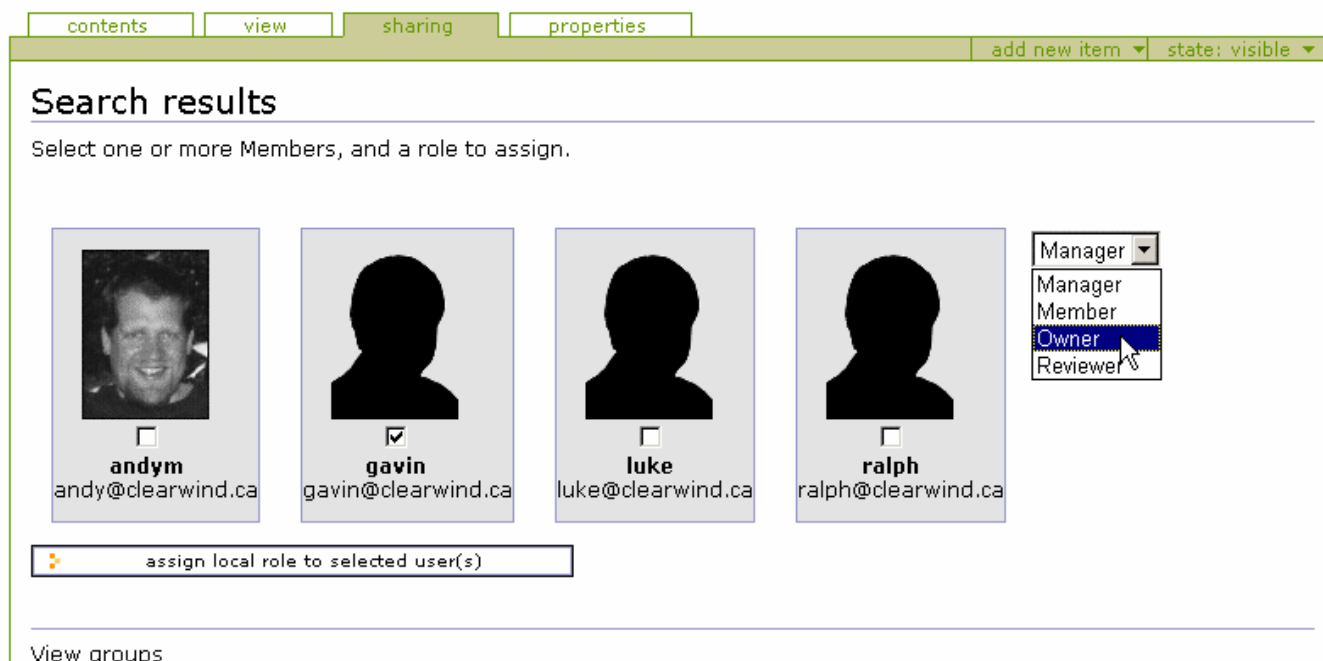 contents view sharing properties
add new item state: visible
Search results
Select one or more Members, and a role to assign.
Manager
Manager
Member
Owner
Reviewer
andym gavin luke ralph
andy@clearwind.ca gavin@clearwind.ca luke@clearwind.ca ralph@clearwind.ca
assign local role to selected user(s)
View groups